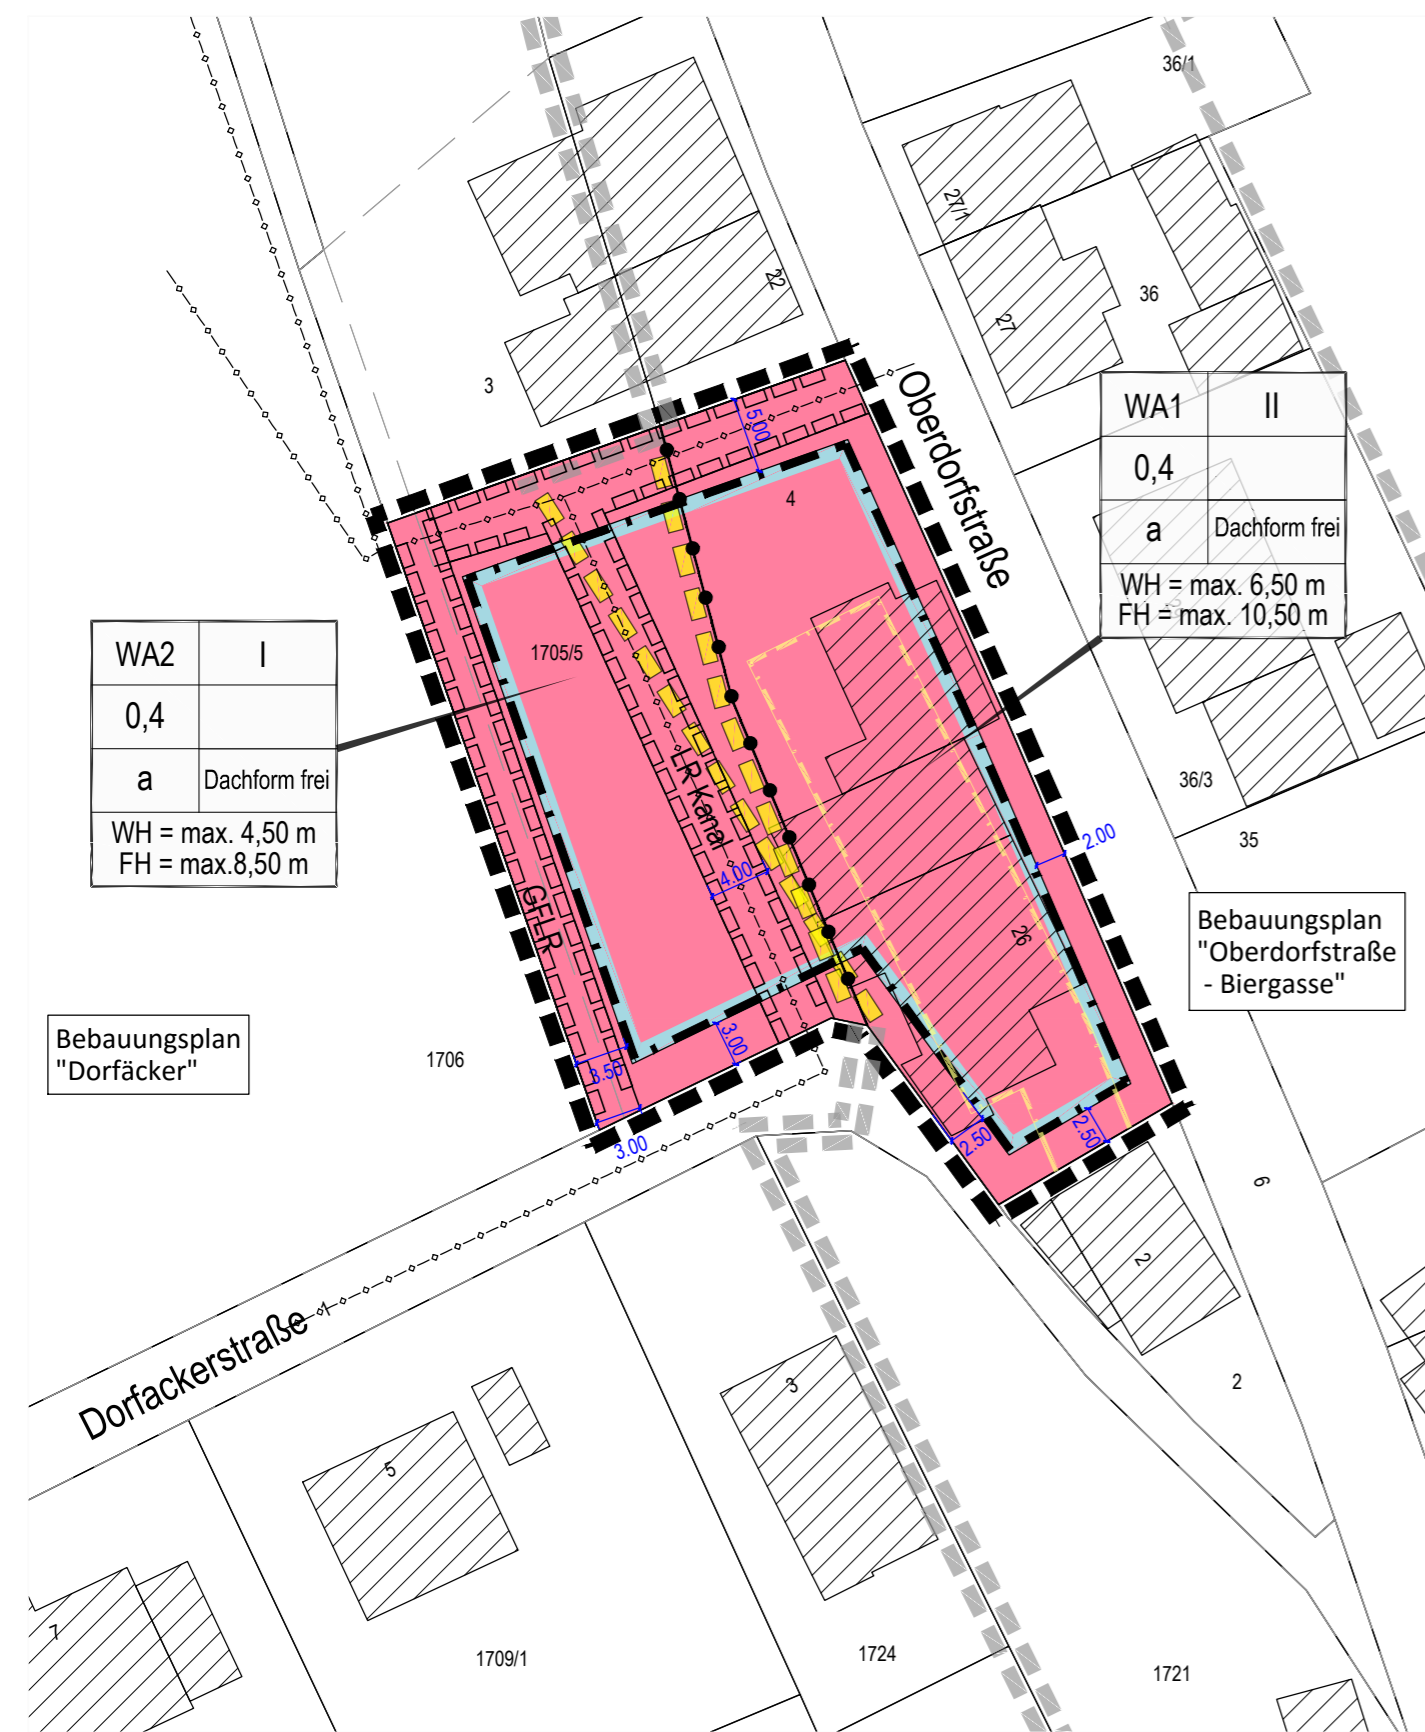 36/1
27/1
22
36
27
3
Oberdorfstraße
WA1 II
0,4
a Dachform frei
WH = max. 6,50 m
FH = max. 10,50 m
5.00
4
WA2 I
0,4
a Dachform frei
WH = max. 4,50 m
FH = max.8,50 m
1705/5
LR Kanal
4.00
36/3
35
2.00
GFLR
26
Bebauungsplan
"Oberdorfstraße
- Biergasse"
Bebauungsplan
"Dorfäcker"
1706
3.00
3.50
3.00
2.50
2.50
6
2
2
Dorfackerstraße
1
3
5
7
1709/1
1724
1721